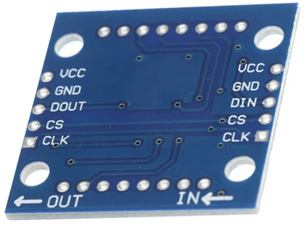 VCC
GND
DOUT
CS
CLK
VCC
GND
DIN
CS
CLK
OUT
IN